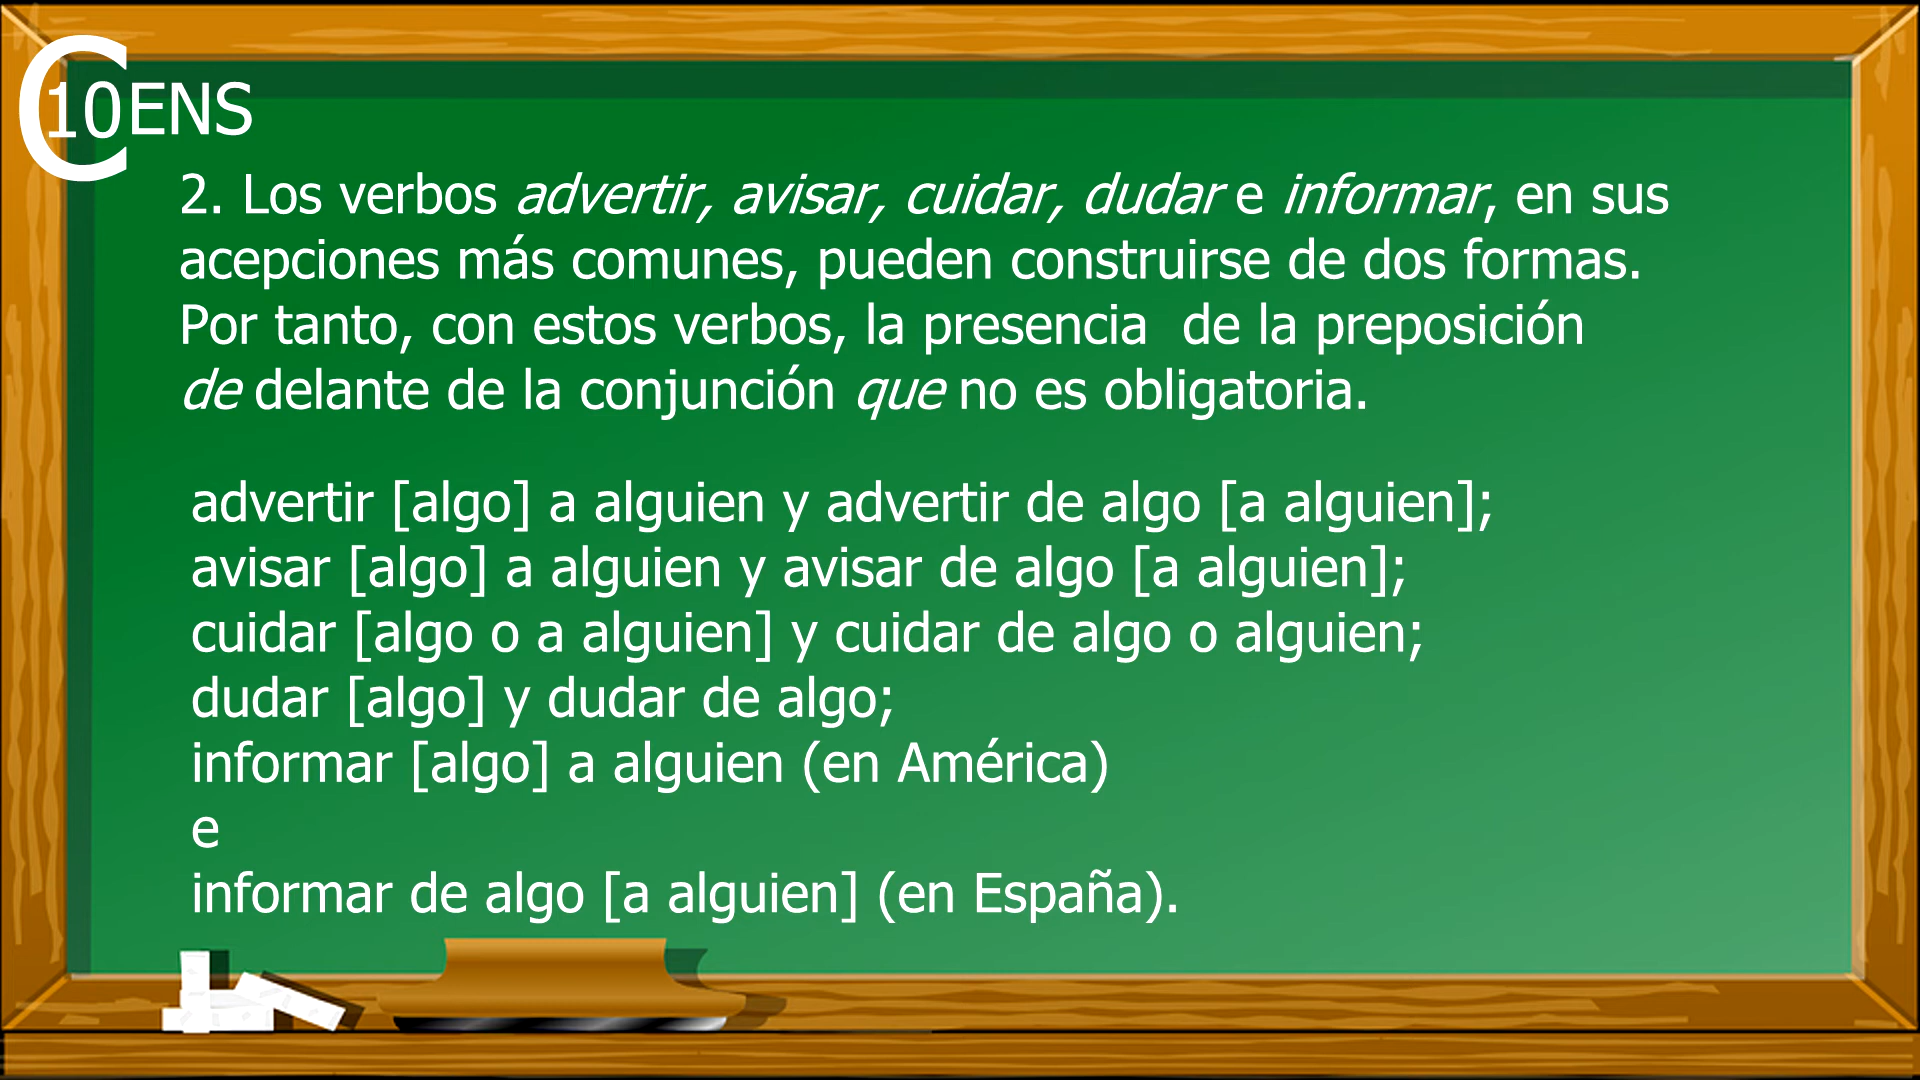 C10ENS
2. Los verbos advertir, avisar, cuidar, dudar e informar, en sus
acepciones más comunes, pueden construirse de dos formas.
Por tanto, con estos verbos, la presencia  de la preposición
de delante de la conjunción que no es obligatoria.
advertir [algo] a alguien y advertir de algo [a alguien];
avisar [algo] a alguien y avisar de algo [a alguien];
cuidar [algo o a alguien] y cuidar de algo o alguien;
dudar [algo] y dudar de algo;
informar [algo] a alguien (en América)
e
informar de algo [a alguien] (en España).